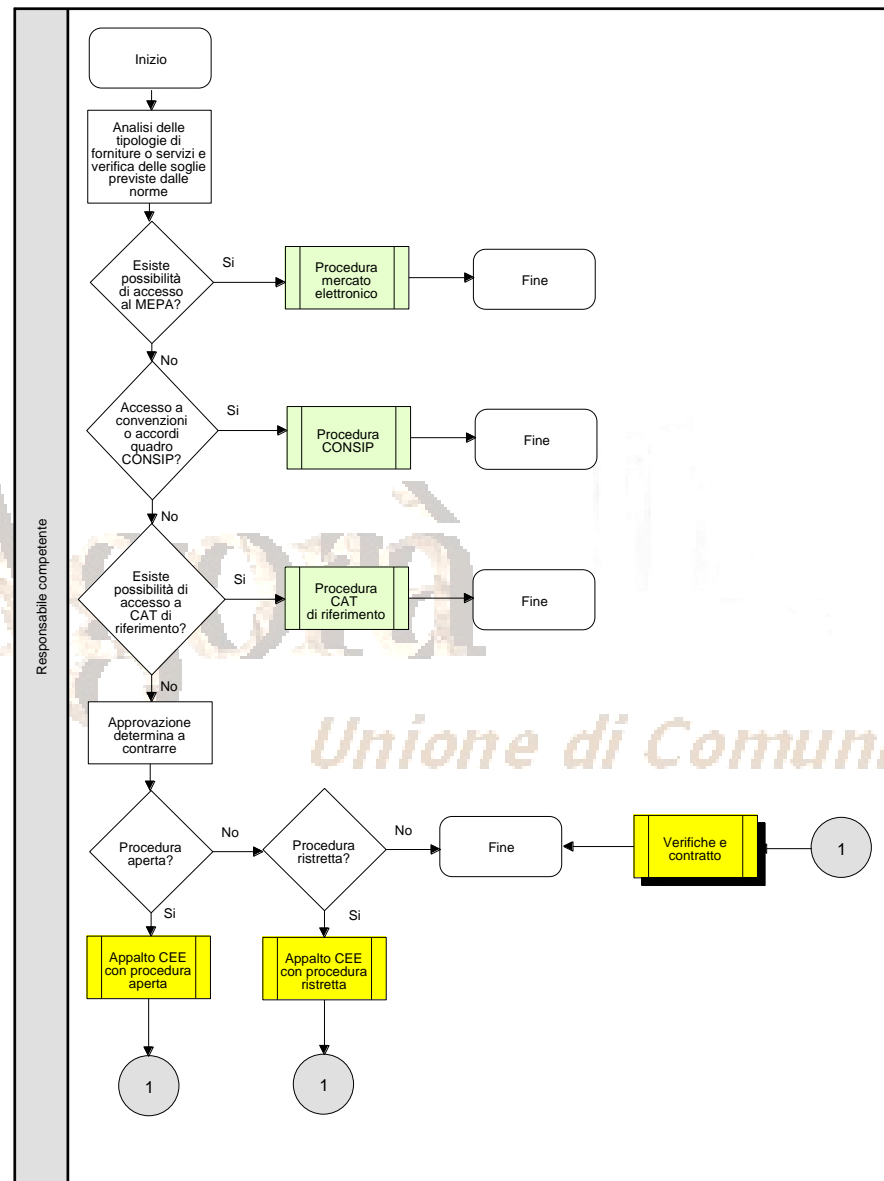 Inizio
Analisi delle
tipologie di
forniture o servizi e
verifica delle soglie
previste dalle
norme
Esiste
possibilità
di accesso
al MEPA?
Si
Procedura
mercato
elettronico
Fine
No
Accesso a
convenzioni
o accordi
quadro
CONSIP?
Si
Procedura
CONSIP
Fine
No
Esiste
possibilità di
accesso a
CAT di
riferimento?
Si
Procedura
CAT
di riferimento
Fine
No
Responsabile competente
Agorà
Unione di Comun
Approvazione
determina a
contrarre
Procedura
aperta?
No
Procedura
ristretta?
No
Fine
Verifiche e
contratto
1
Si
Si
Appalto CEE
con procedura
aperta
Appalto CEE
con procedura
ristretta
1
1